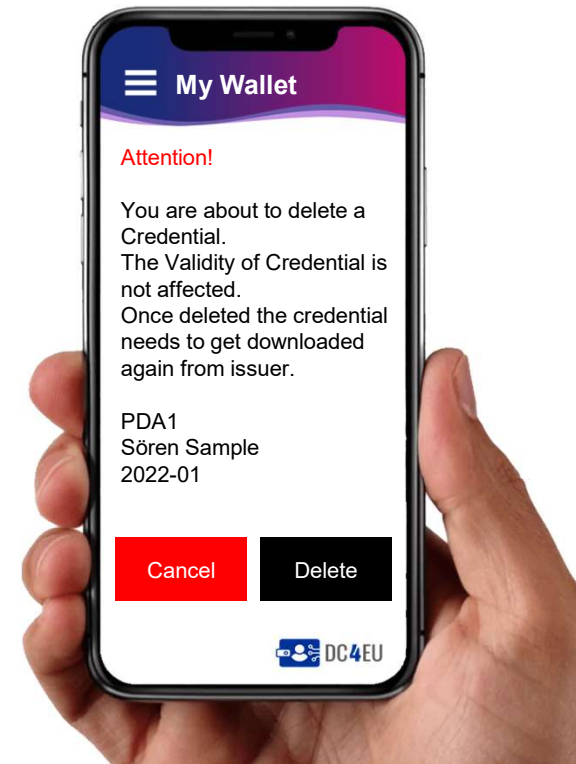 My Wallet
Attention!
You are about to delete a
Credential.
The Validity of Credential is
not affected.
Once deleted the credential
needs to get downloaded
again from issuer.
PDA1
Sören Sample
2022-01
Cancel
Delete
DC4EU